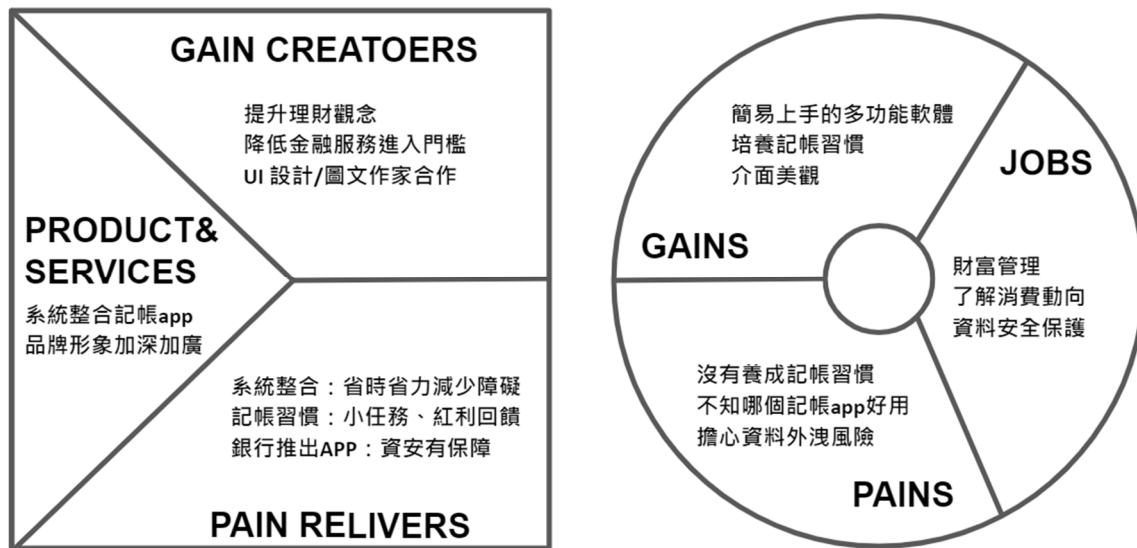 GAIN CREATOERS
提升理財觀念
降低金融服務進入門檻
UI 設計/圖文作家合作
PRODUCT&
SERVICES
系統整合記帳app
品牌形象加深加廣
系統整合：省時省力減少障礙
記帳習慣：小任務、紅利回饋
銀行推出APP：資安有保障
PAIN RELIVERS
簡易上手的多功能軟體
培養記帳習慣
介面美觀
GAINS
JOBS
財富管理
了解消費動向
資料安全保護
沒有養成記帳習慣
不知哪個記帳app好用
擔心資料外洩風險
PAINS